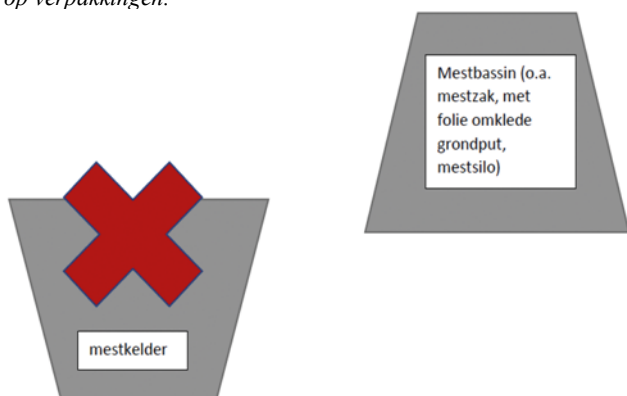 op verpakkingen.
Mestbassin (o.a.
mestzak, met
folie omklede
grondput,
mestsilo)
mestkelder